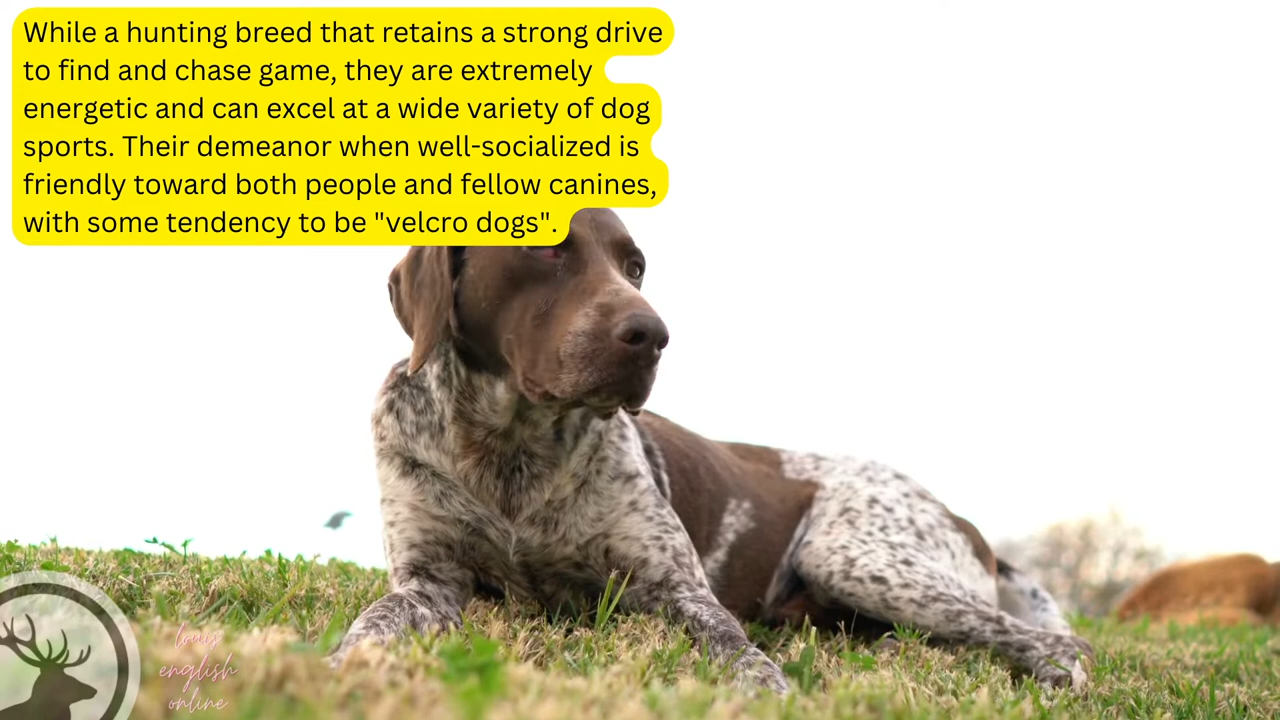 While a hunting breed that retains a strong drive
to find and chase game, they are extremely
energetic and can excel at a wide variety of dog
sports. Their demeanor when well-socialized is
friendly toward both people and fellow canines,
with some tendency to be "velcro dogs".
louis
english
online